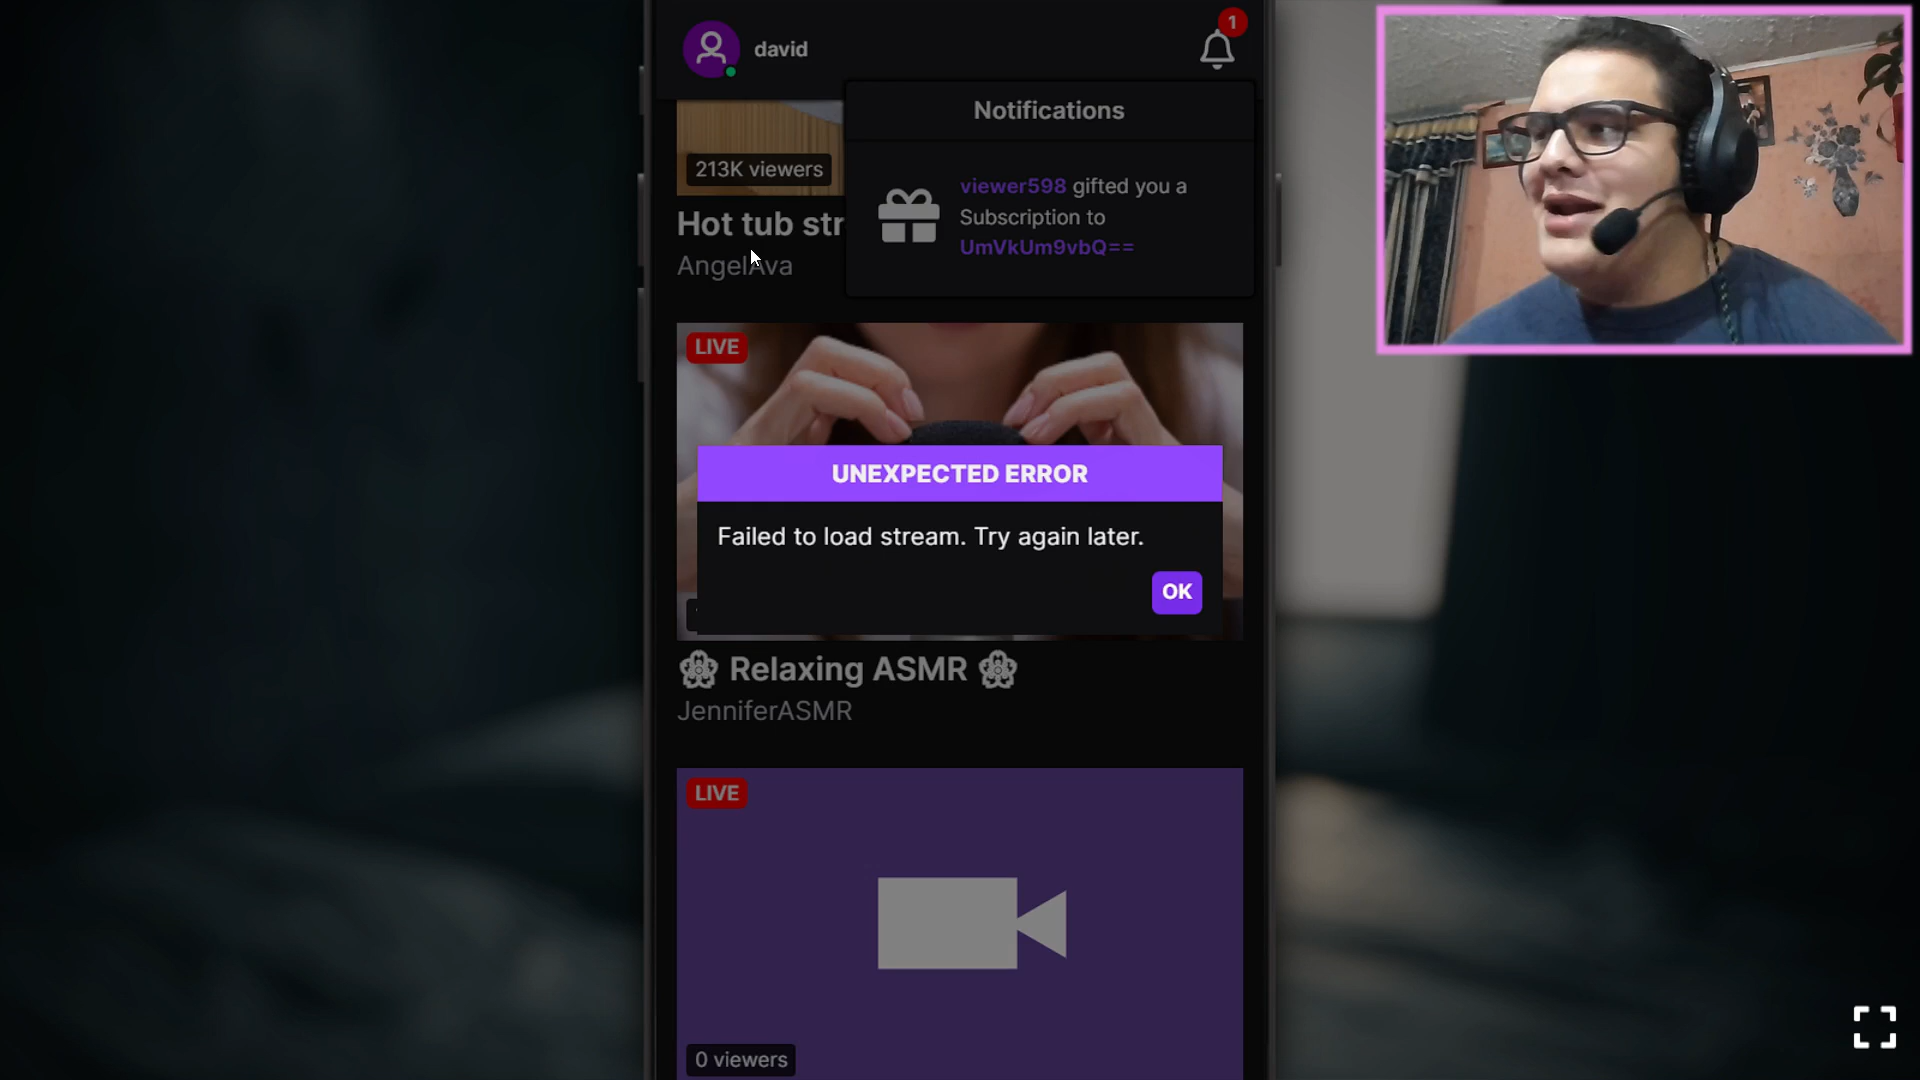 david
1
Notifications
213K viewers
viewer598 gifted you a
Subscription to
UmVkUm9vbQ==
Hot tub str
AngelAva
LIVE
UNEXPECTED ERROR
Failed to load stream. Try again later.
OK
Relaxing ASMR
JenniferASMR
LIVE
0 viewers